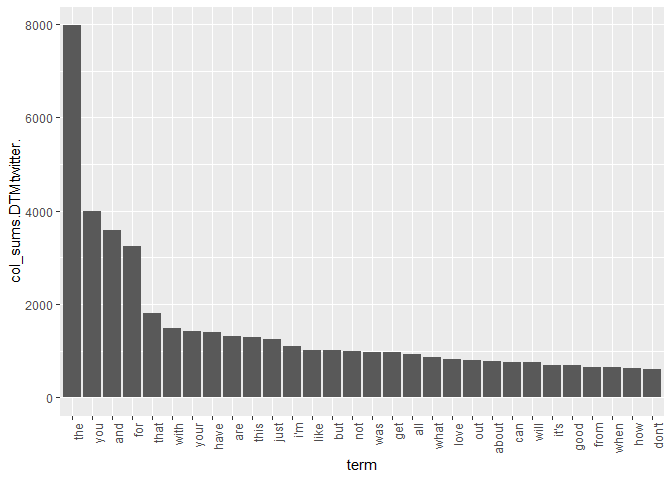 col_sums.DTMtwitter.
8000
6000
4000
2000
0
the
you
and
for
that
with
your
have
are
this
just
i'm
like
but
not
was
get
all
what
love
out
about
can
will
it's
good
from
when
how
don't
term